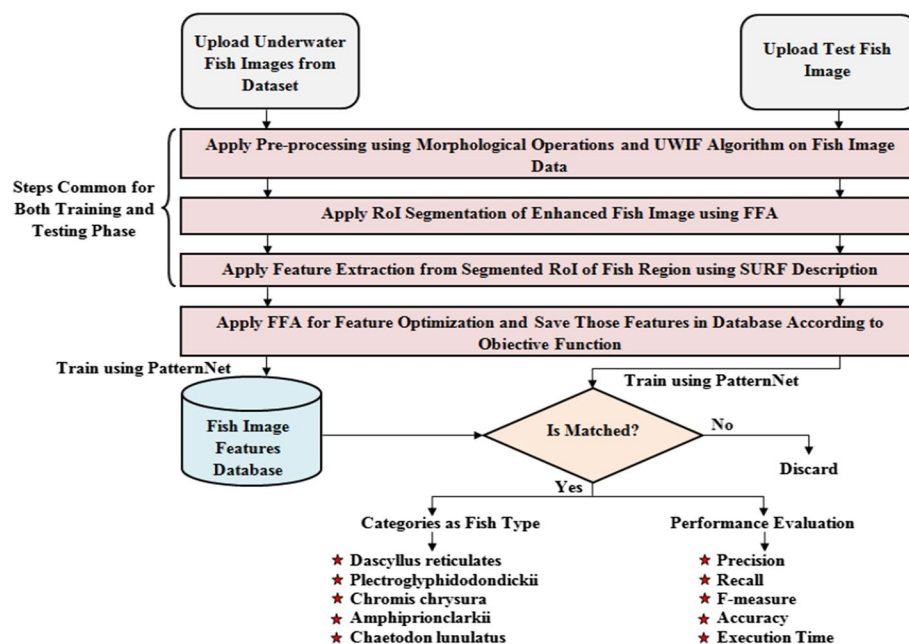 Upload Underwater
Fish Images from
Dataset
Upload Test Fish
Image
Steps Common for
Both Training and
Testing Phase
Apply Pre-processing using Morphological Operations and UWIF Algorithm on Fish Image
Data
Apply RoI Segmentation of Enhanced Fish Image using FFA
Apply Feature Extraction from Segmented RoI of Fish Region using SURF Description
Apply FFA for Feature Optimization and Save Those Features in Database According to
Objective Function
Train using PatternNet
Train using PatternNet
Fish Image
Features
Database
Is Matched?
No
Discard
Yes
Categories as Fish Type
Dascyllus reticulates
Plectroglyphidodondickii
Chromis chrysura
Amphiprionclarkii
Chaetodon lunulatus
Performance Evaluation
Precision
Recall
F-measure
Accuracy
Execution Time